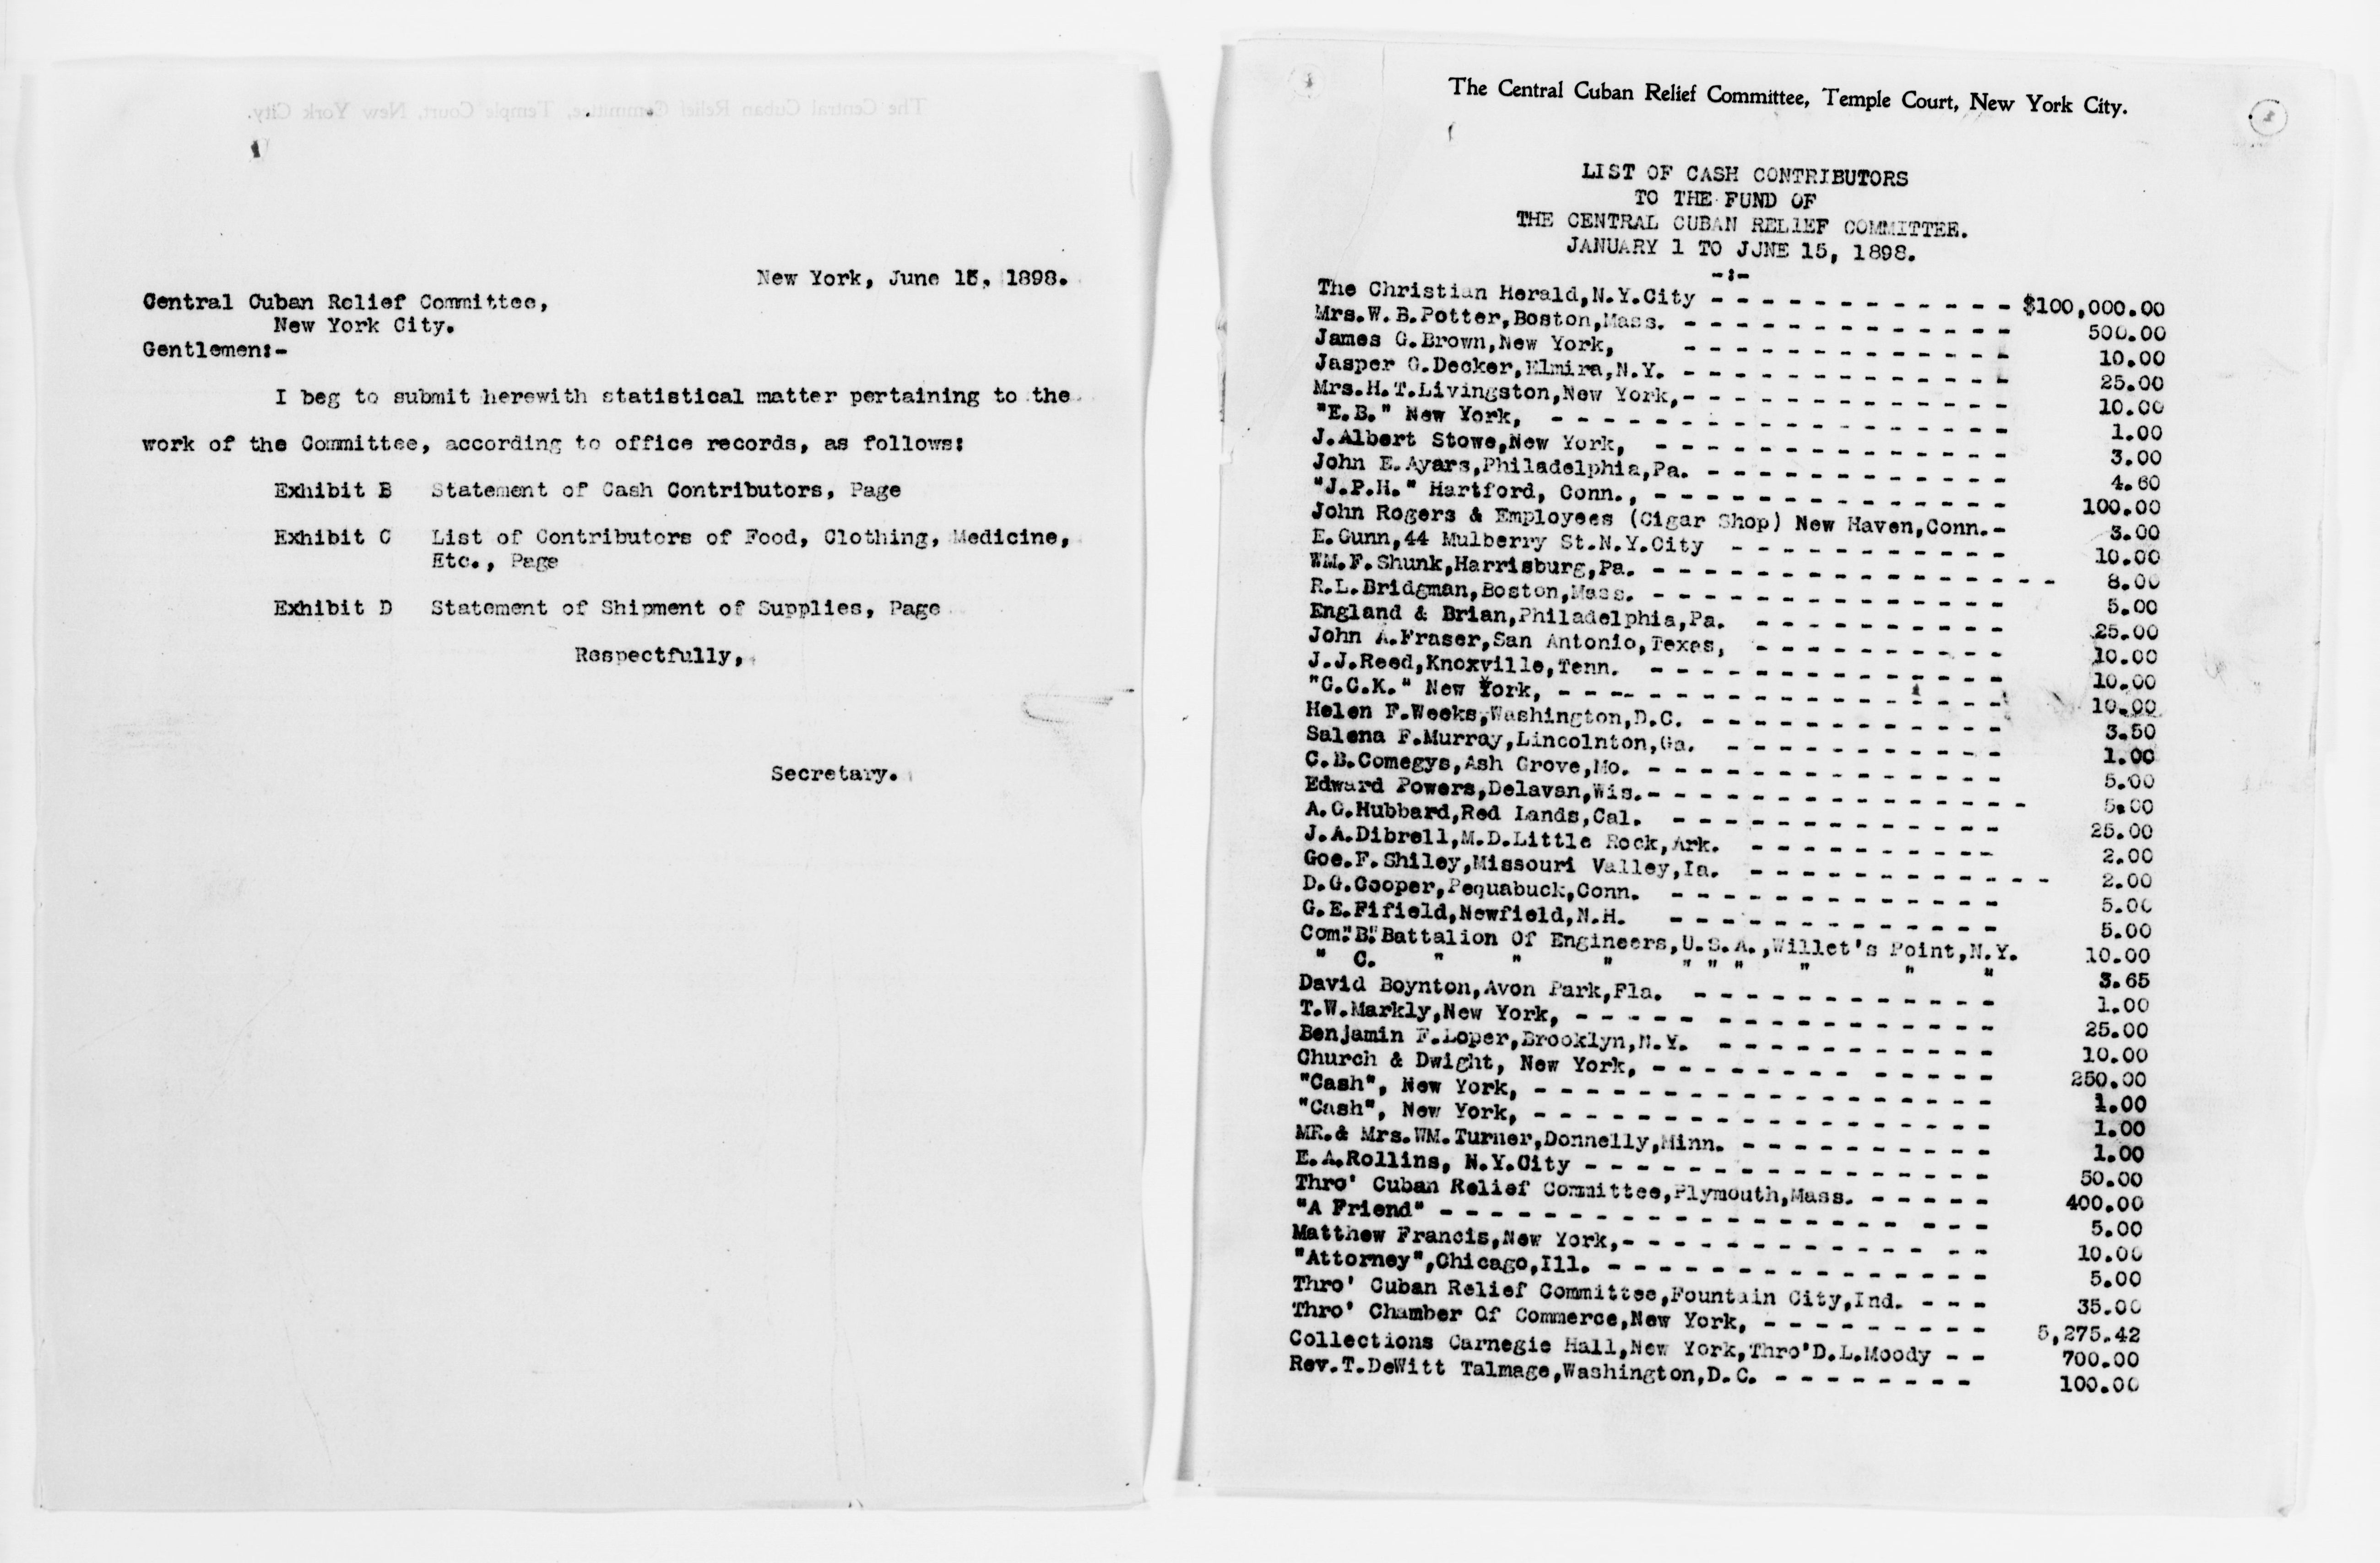 New York, June 15, 1898.
Central Cuban Relief Committee,
New York City.
Gentlemen:-
I beg to submit herewith statistical matter pertaining to the
work of the Committee, according to office records, as follows:
Exhibit B Statement of Cash Contributors, Page
Exhibit C List of Contributors of Food, Clothing, Medicine,
Etc., Page
Exhibit D Statement of Shipment of Supplies, Page
Respectfully,
Secretary.
The Central Cuban Relief Committee, Temple Court, New York City.
LIST OF CASH CONTRIBUTORS
TO THE FUND OF
THE CENTRAL CUBAN RELIEF COMMITTEE.
JANUARY 1 TO JUNE 15, 1898.
-:-
The Christian Herald,N.Y.City - - - - - - - - - - - - $100,000.00
Mrs.W.B.Potter,Boston,Mass. - - - - - - - - - - - - - 500.00
James G.Brown,New York, - - - - - - - - - - - - - 10.00
Jasper G.Decker,Elmira,N.Y. - - - - - - - - - - - - - 25.00
Mrs.H.T.Livingston,New York,- - - - - - - - - - - - - 10.00
"E.B." New York, - - - - - - - - - - - - - - - - - - 1.00
J.Albert Stowe,New York, - - - - - - - - - - - - - - 3.00
John E.Ayars,Philadelphia,Pa. - - - - - - - - - - - - 4.60
"J.P.H." Hartford, Conn., - - - - - - - - - - - - - - 100.00
John Rogers & Employees (Cigar Shop) New Haven,Conn.- 3.00
E.Gunn,44 Mulberry St.N.Y.City - - - - - - - - - - - 10.00
WM.F.Shunk,Harrisburg,Pa. - - - - - - - - - - - - - - - - 8.00
R.L.Bridgman,Boston,Mass. - - - - - - - - - - - - - - 5.00
England & Brian,Philadelphia,Pa. - - - - - - - - - - 25.00
John A.Fraser,San Antonio,Texas, - - - - - - - - - - 10.00
J.J.Reed,Knoxville,Tenn. - - - - - - - - - - - - - - 10.00
"G.C.K." New York, - - - - - - - - - - - - - - - - - 10.00
Helen F.Weeks,Washington,D.C. - - - - - - - - - - - - 3.50
Salena F.Murray,Lincolnton,Ga. - - - - - - - - - - - 1.00
C.B.Comegys,Ash Grove,Mo. - - - - - - - - - - - - - - 5.00
Edward Powers,Delavan,Wis.- - - - - - - - - - - - - - - 5.00
A.G.Hubbard,Red Lands,Cal. - - - - - - - - - - - - - 25.00
J.A.Dibrell,M.D.Little Rock,Ark. - - - - - - - - - - 2.00
Goe.F.Shiley,Missouri Valley,Ia. - - - - - - - - - - - - 2.00
D.G.Cooper,Pequabuck,Conn. - - - - - - - - - - - - - 5.00
G.E.Fifield,Newfield,N.H. - - - - - - - - - - - - - 5.00
Com."B."Battalion Of Engineers,U.S.A.,Willet's Point,N.Y. 10.00
" C. " " " " " " " " " 3.65
David Boynton,Avon Park,Fla. - - - - - - - - - - - - 1.00
T.W.Markly,New York, - - - - - - - - - - - - - - - - 25.00
Benjamin F.Loper,Brooklyn,N.Y. - - - - - - - - - - - 10.00
Church & Dwight, New York, - - - - - - - - - - - - - 250.00
"Cash", New York, - - - - - - - - - - - - - - - - - - 1.00
"Cash", New York, - - - - - - - - - - - - - - - - - - 1.00
MR.& Mrs.WM.Turner,Donnelly,Minn. - - - - - - - - - - 1.00
E.A.Rollins, N.Y.City - - - - - - - - - - - - - - - - 50.00
Thro' Cuban Relief Committee,Plymouth,Mass. - - - - - 400.00
"A Friend" - - - - - - - - - - - - - - - - - - - - - 5.00
Matthew Francis,New York,- - - - - - - - - - - - - - 10.00
"Attorney",Chicago,Ill. - - - - - - - - - - - - - - - 5.00
Thro' Cuban Relief Committee,Fountain City,Ind. - - - 35.00
Thro' Chamber Of Commerce,New York, - - - - - - - - - 5,275.42
Collections Carnegie Hall,New York,Thro'D.L.Moody - - 700.00
Rev.T.DeWitt Talmage,Washington,D.C. - - - - - - - - 100.00